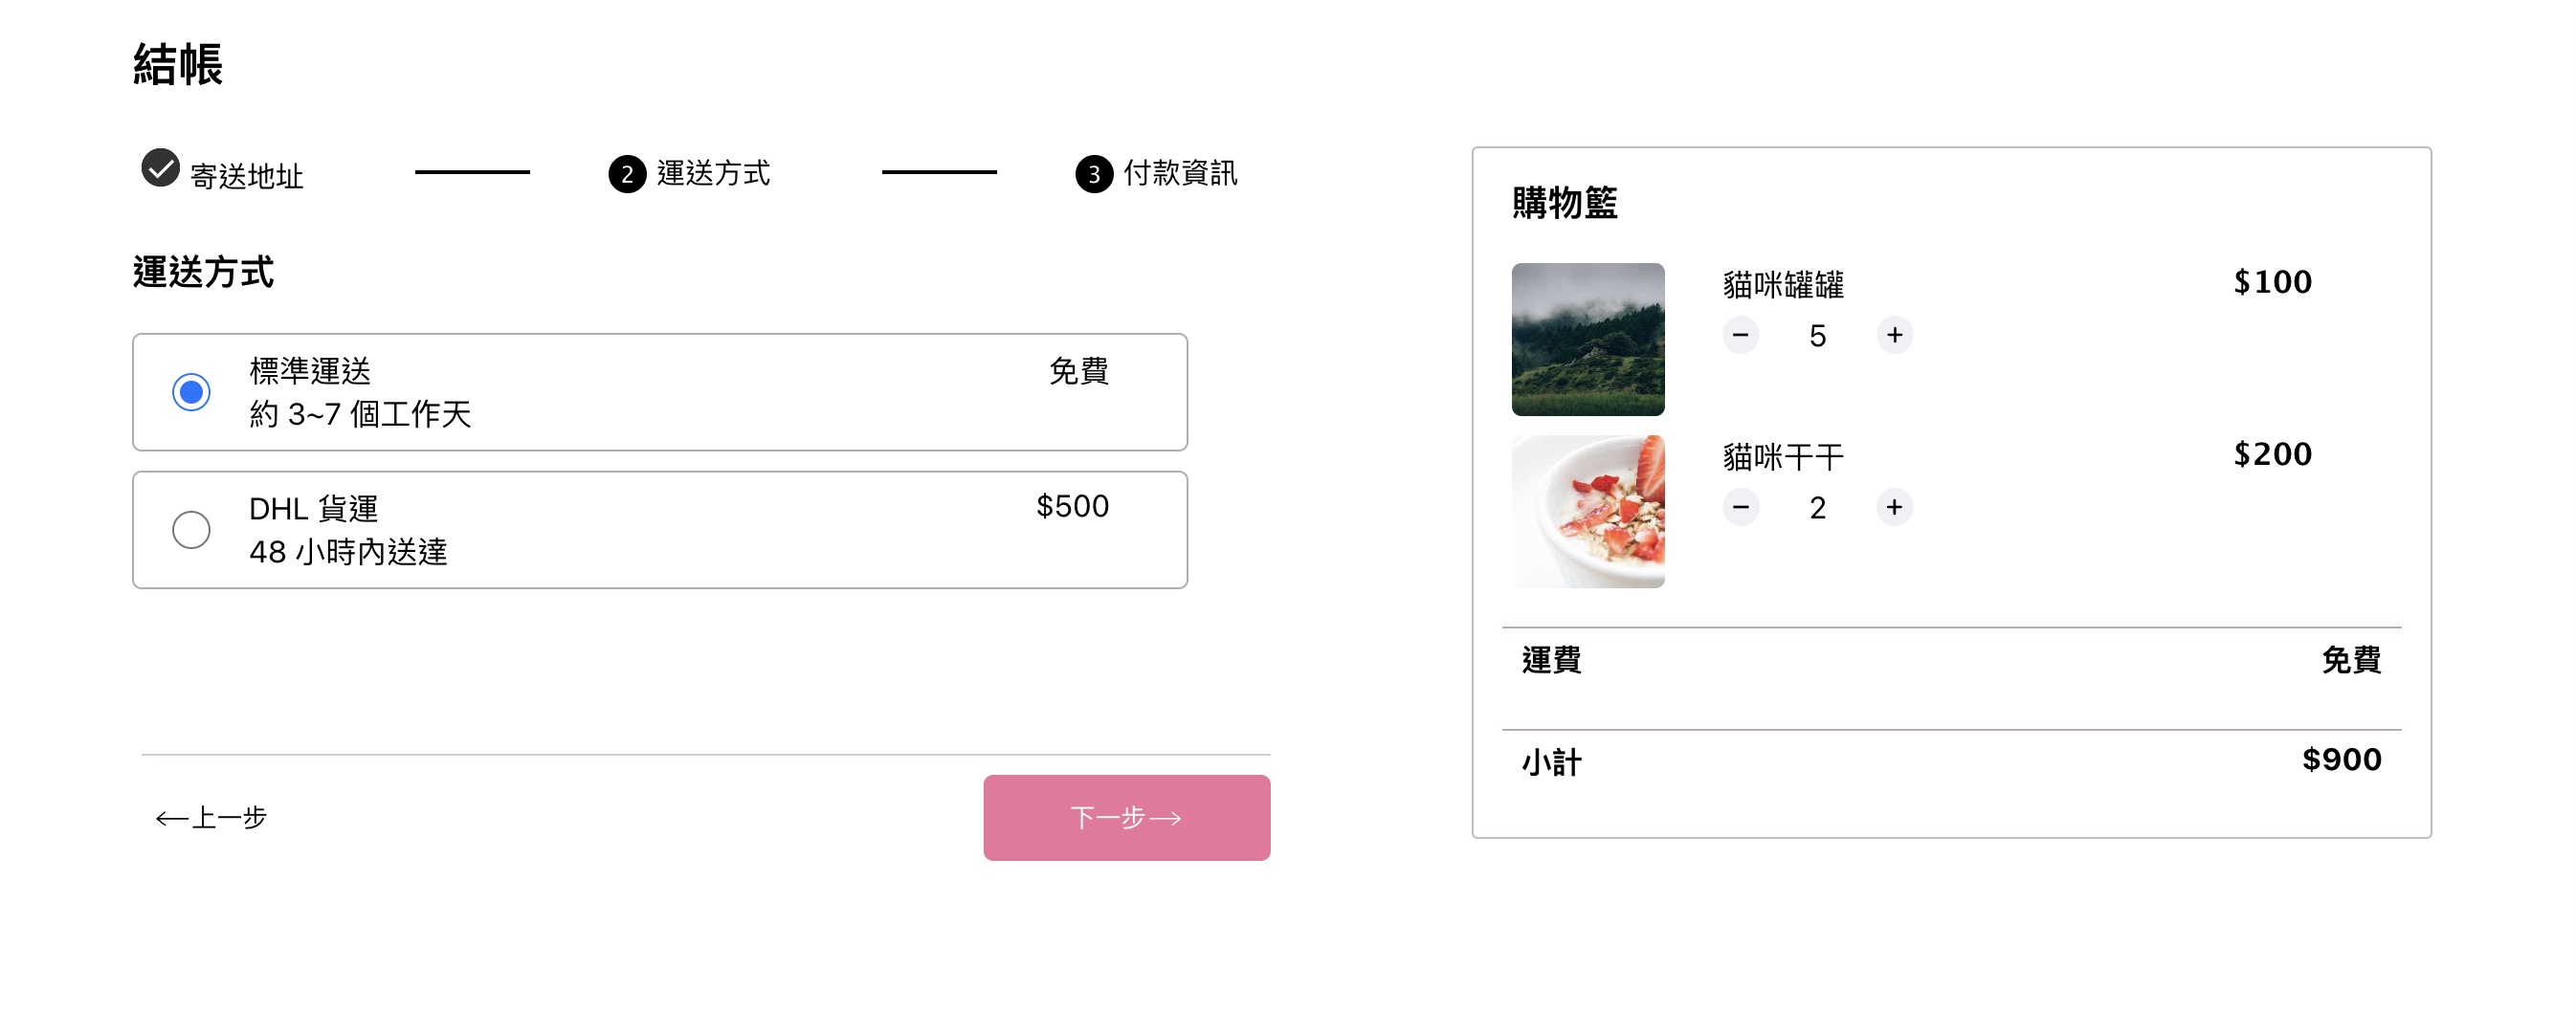 結帳
寄送地址
2 運送方式
3 付款資訊
運送方式
標準運送 免費
約 3~7 個工作天
DHL 貨運 $500
48 小時內送達
←上一步
下一步→
購物籃
貓咪罐罐 $100
− 5 +
貓咪干干 $200
− 2 +
運費 免費
小計 $900